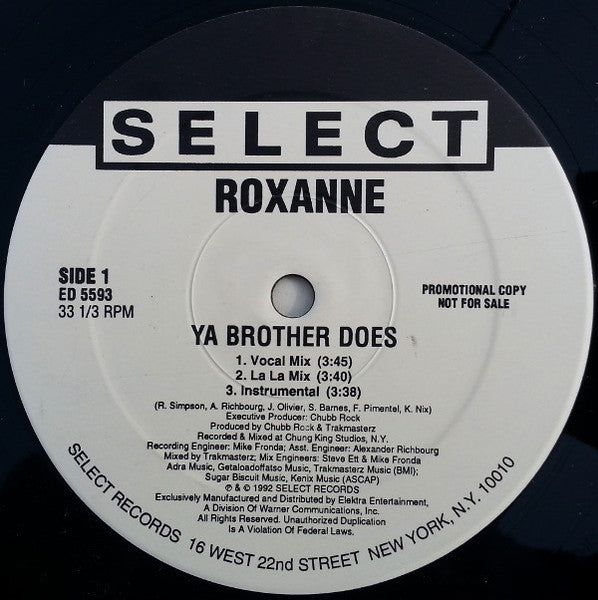 SELECT
ROXANNE
SIDE 1
ED 5593
33 1/3 RPM
PROMOTIONAL COPY
NOT FOR SALE
YA BROTHER DOES
1. Vocal Mix (3:45)
2. La La Mix (3:40)
3. Instrumental (3:38)
(R. Simpson, A. Richbourg, J. Olivier, S. Barnes, F. Pimentel, K. Nix)
Executive Producer: Chubb Rock
Produced by Chubb Rock & Trakmasterz
Recorded & Mixed at Chung King Studios, N.Y.
Recording Engineer: Mike Fronda; Asst. Engineer: Alexander Richbourg
Mixed by Trakmasterz; Mix Engineers: Steve Ett & Mike Fronda
Adra Music, Getaloadoffatso Music, Trakmasterz Music (BMI);
Sugar Biscuit Music, Kenix Music (ASCAP)
℗ & © 1992 SELECT RECORDS
Exclusively Manufactured and Distributed by Elektra Entertainment,
A Division Of Warner Communications, Inc.
All Rights Reserved. Unauthorized Duplication
Is A Violation Of Federal Laws.
SELECT RECORDS 16 WEST 22nd STREET NEW YORK, N.Y. 10010